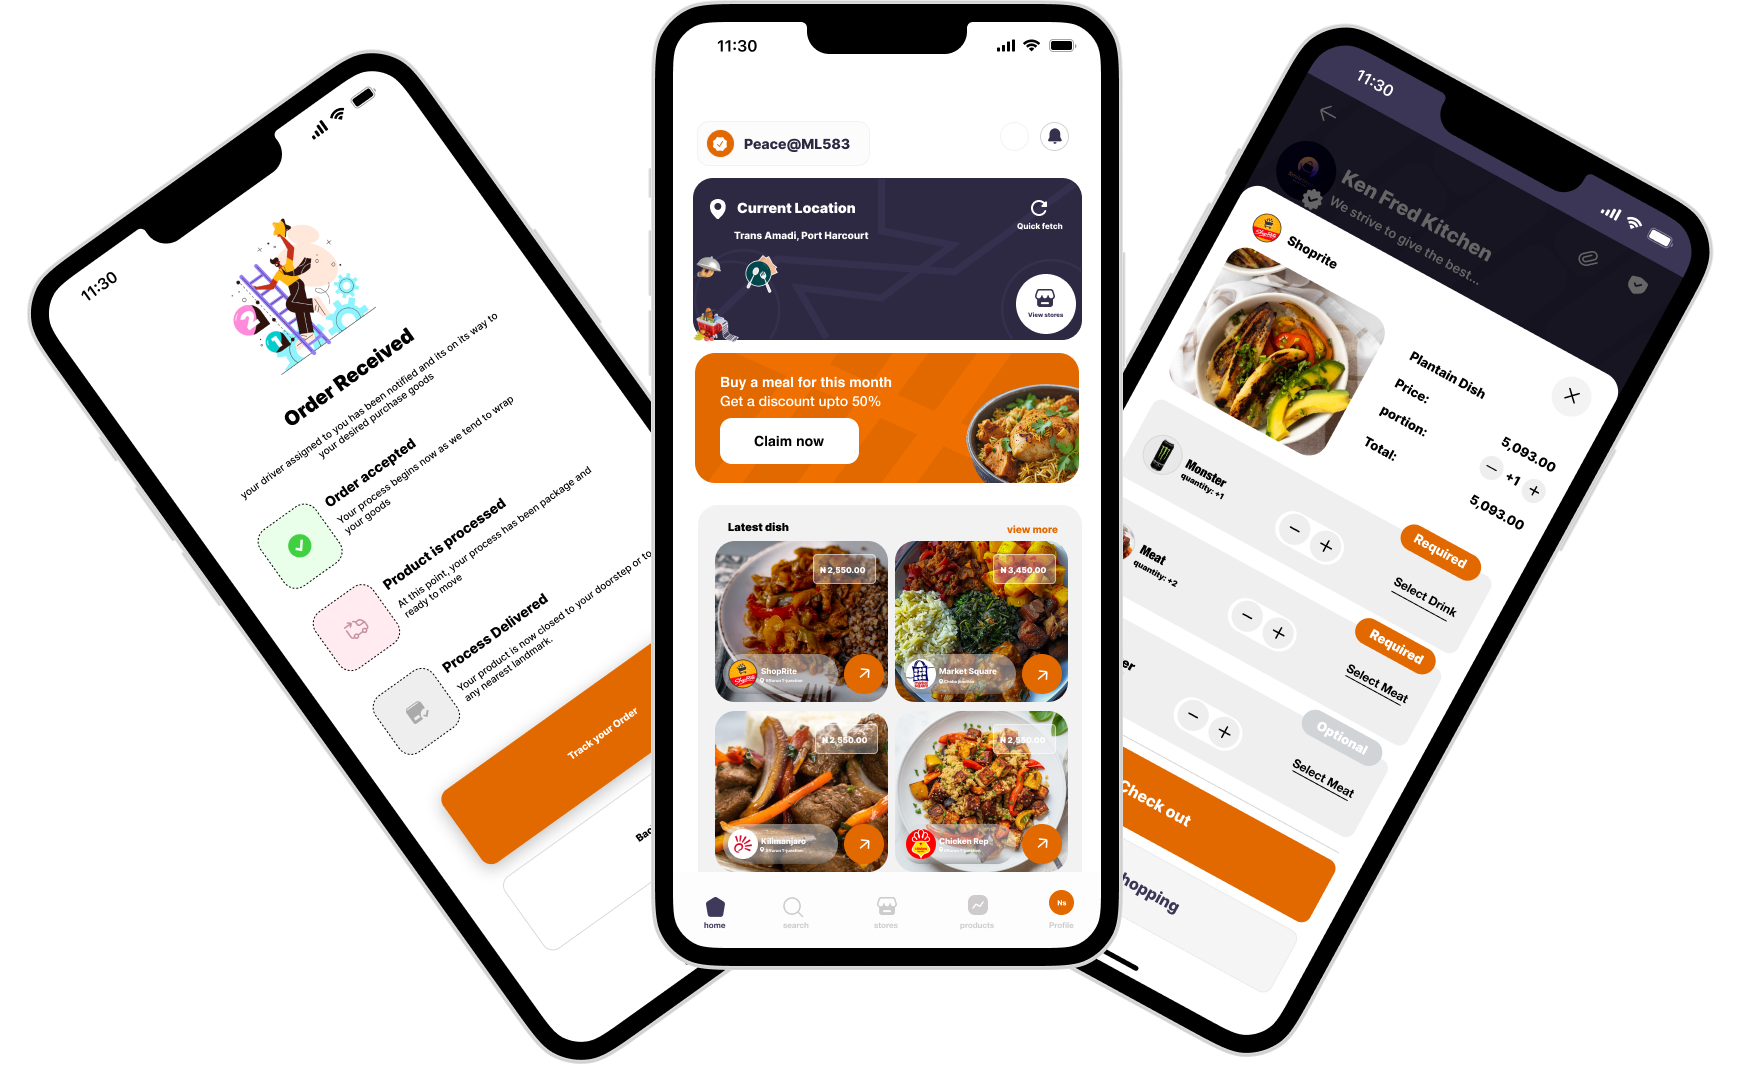 11:30
Order Received
your driver assigned to you has been notified and its on its way to
your desired purchase goods
Order accepted
Your process begins now as we tend to wrap
your goods
Product is processed
At this point, your process has been package and
ready to move
Process Delivered
Your product is now closed to your doorstep or to
any nearest landmark.
Track your Order
Bac
11:30
Peace@ML583
Current Location
Trans Amadi, Port Harcourt
Quick fetch
View stores
Buy a meal for this month
Get a discount upto 50%
Claim now
Latest dish
view more
₦2,550.00
₦3,450.00
ShopRite
Market Square
₦2,550.00
₦2,550.00
Kilimanjaro
Chicken Rep
home
search
stores
products
Ns
Profile
11:30
Ken Fred Kitchen
We strive to give the best...
Shoprite
Plantain Dish
Price:
5,093.00
portion:
+1
Total:
5,093.00
Monster
quantity: +1
Required
Select Drink
Meat
quantity: +2
Required
Select Meat
er
Optional
Select Meat
Check out
hopping